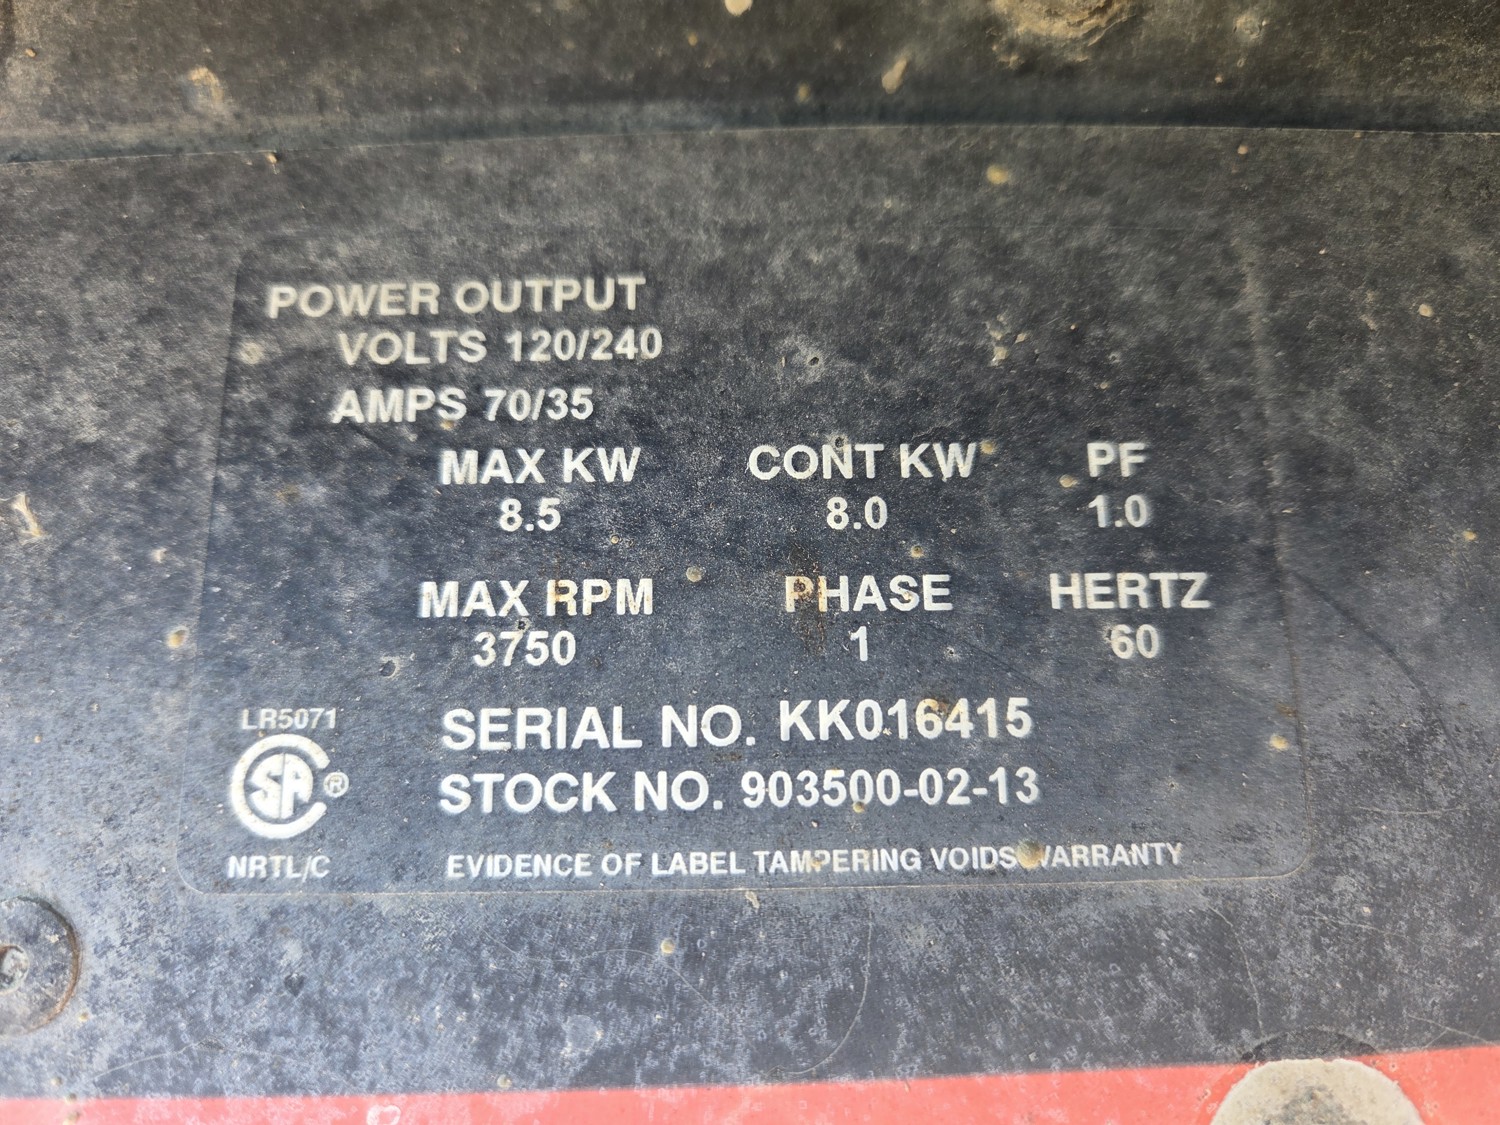 POWER OUTPUT
VOLTS 120/240
AMPS 70/35
MAX KW CONT KW PF
8.5 8.0 1.0
MAX RPM PHASE HERTZ
3750 1 60
LR5071
SERIAL NO. KK016415
SA ®
STOCK NO. 903500-02-13
NRTL/C
EVIDENCE OF LABEL TAMPERING VOIDS WARRANTY